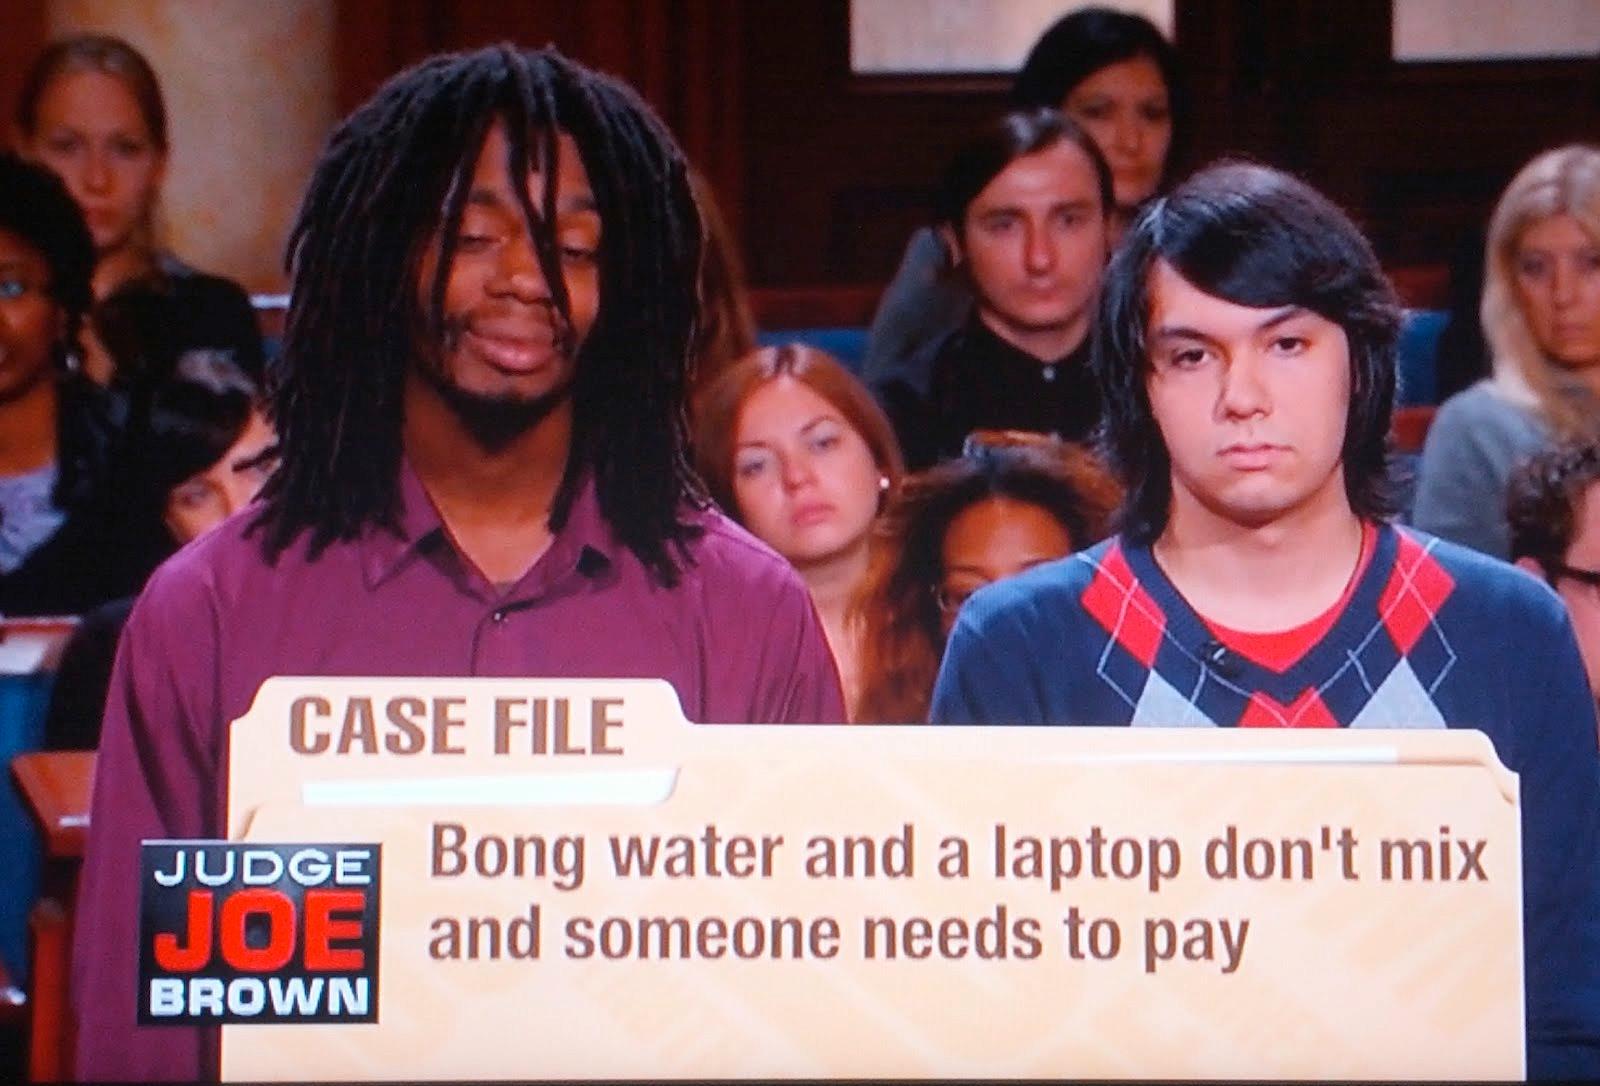 CASE FILE
JUDGE
JOE
BROWN
Bong water and a laptop don't mix
and someone needs to pay